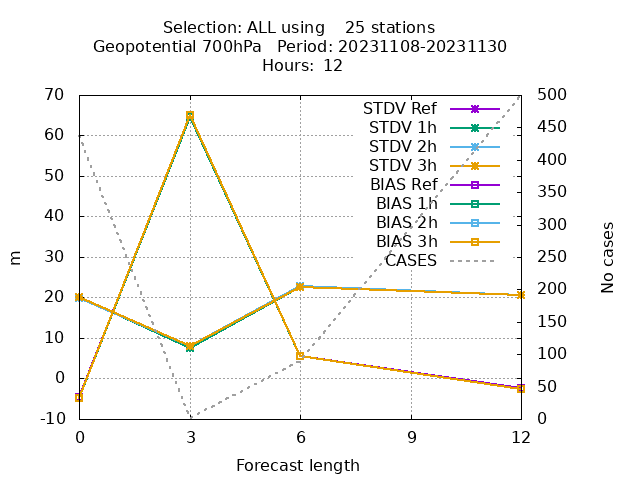 Selection: ALL using    25 stations
Geopotential 700hPa   Period: 20231108-20231130
Hours:  12
70
60
50
40
30
20
10
0
-10
m
500
450
400
350
300
250
200
150
100
50
0
No cases
STDV Ref
STDV 1h
STDV 2h
STDV 3h
BIAS Ref
BIAS 1h
BIAS 2h
BIAS 3h
CASES
0 3 6 9 12
Forecast length